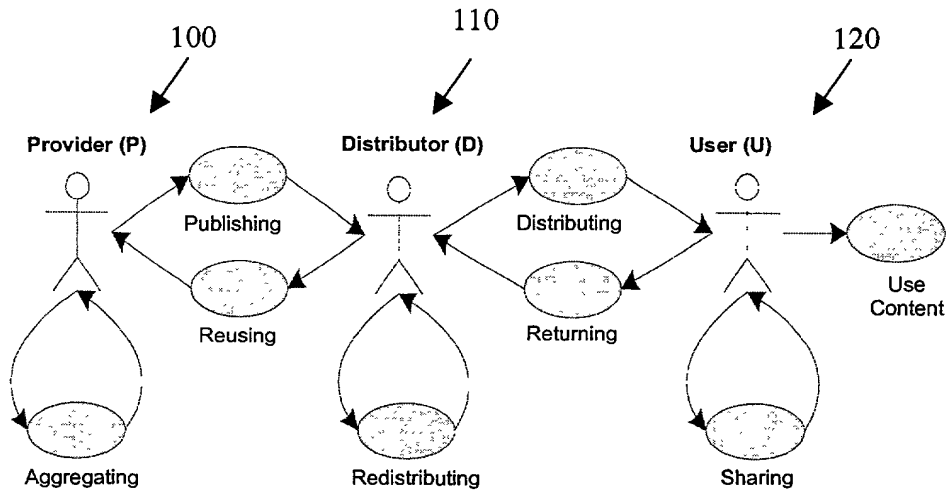 100
110
120
Provider (P)
Distributor (D)
User (U)
Publishing
Distributing
Reusing
Returning
Use
Content
Aggregating
Redistributing
Sharing